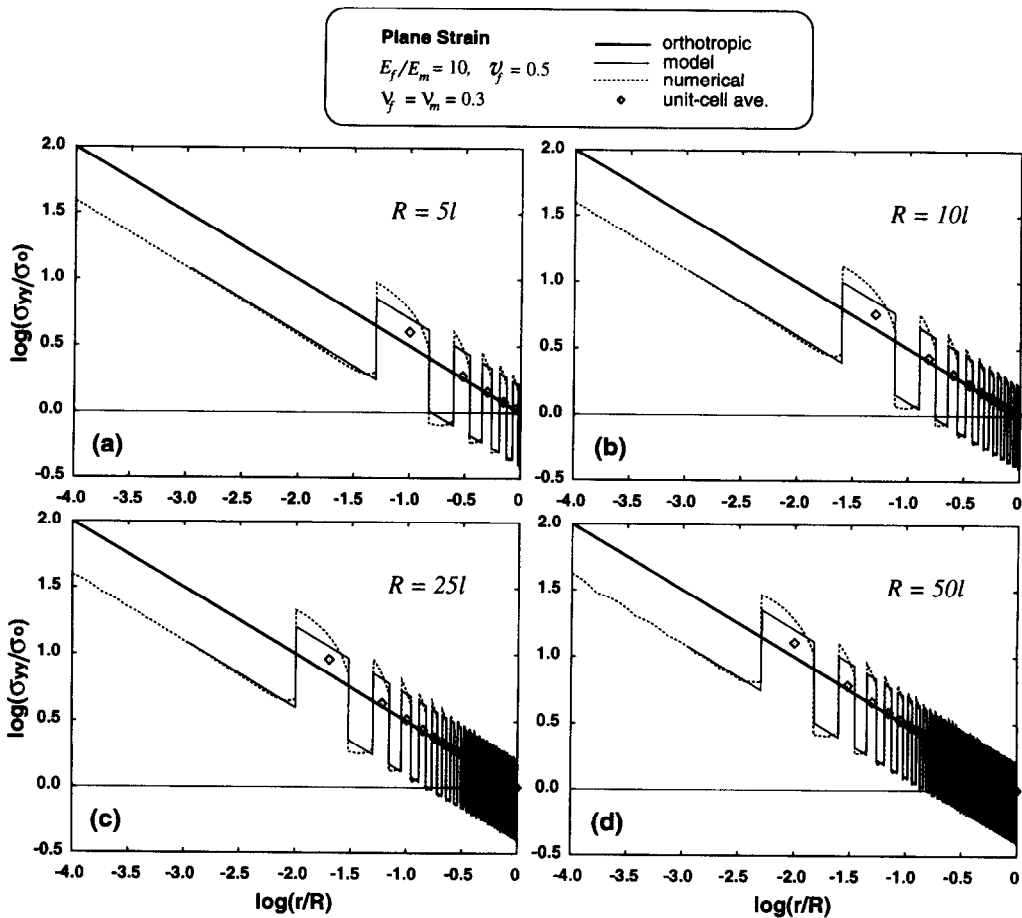 Plane Strain
E_f/E_m = 10, v_f = 0.5
ν_f = ν_m = 0.3
orthotropic
model
numerical
unit-cell ave.
2.0
1.5
1.0
0.5
0.0
-0.5
log(σyy/σo)
R = 5l
(a)
-4.0 -3.5 -3.0 -2.5 -2.0 -1.5 -1.0 -0.5 0
2.0
1.5
1.0
0.5
0.0
-0.5
R = 10l
(b)
-4.0 -3.5 -3.0 -2.5 -2.0 -1.5 -1.0 -0.5 0
2.0
1.5
1.0
0.5
0.0
-0.5
log(σyy/σo)
R = 25l
(c)
-4.0 -3.5 -3.0 -2.5 -2.0 -1.5 -1.0 -0.5 0
log(r/R)
2.0
1.5
1.0
0.5
0.0
-0.5
R = 50l
(d)
-4.0 -3.5 -3.0 -2.5 -2.0 -1.5 -1.0 -0.5 0
log(r/R)